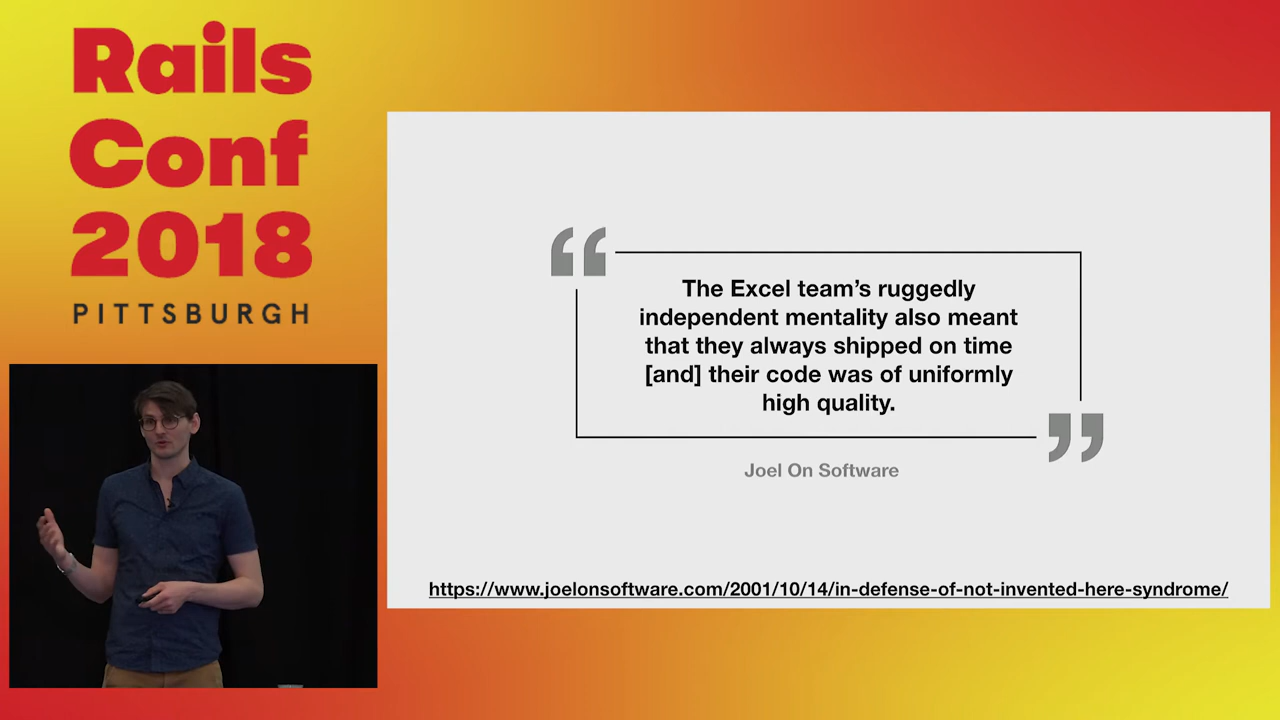 Rails
Conf
2018
PITTSBURGH
“
The Excel team’s ruggedly
independent mentality also meant
that they always shipped on time
[and] their code was of uniformly
high quality.
”
Joel On Software
https://www.joelonsoftware.com/2001/10/14/in-defense-of-not-invented-here-syndrome/